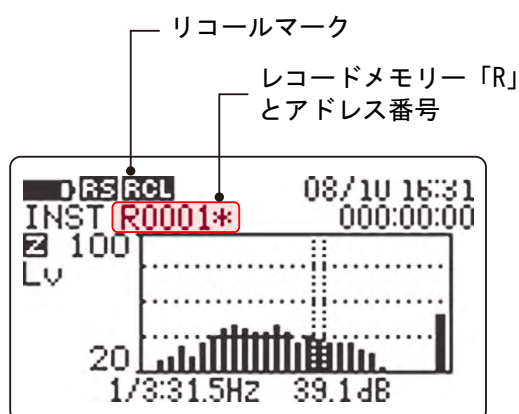 リコールマーク
レコードメモリー「R」
とアドレス番号
RS RCL 08/10 16:31
INST R0001* 000:00:00
Z 100
Lv
20
1/3:31.5Hz 39.1dB